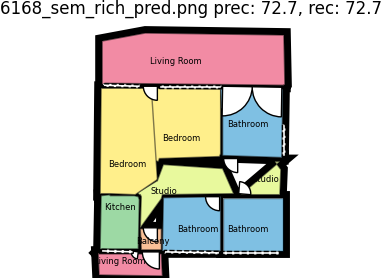 6168_sem_rich_pred.png prec: 72.7, rec: 72.7
Living Room
Bathroom
Bedroom
Bedroom
Studio
Studio
Kitchen
Bathroom
Bathroom
Balcony
Living Room